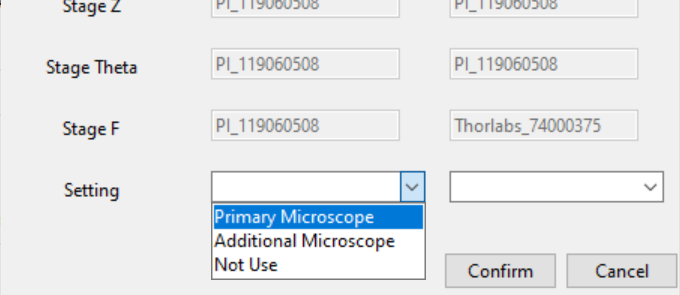 Stage Z PI_119060508 PI_119060508
Stage Theta PI_119060508 PI_119060508
Stage F PI_119060508 Thorlabs_74000375
Setting
Primary Microscope
Additional Microscope
Not Use
Confirm Cancel